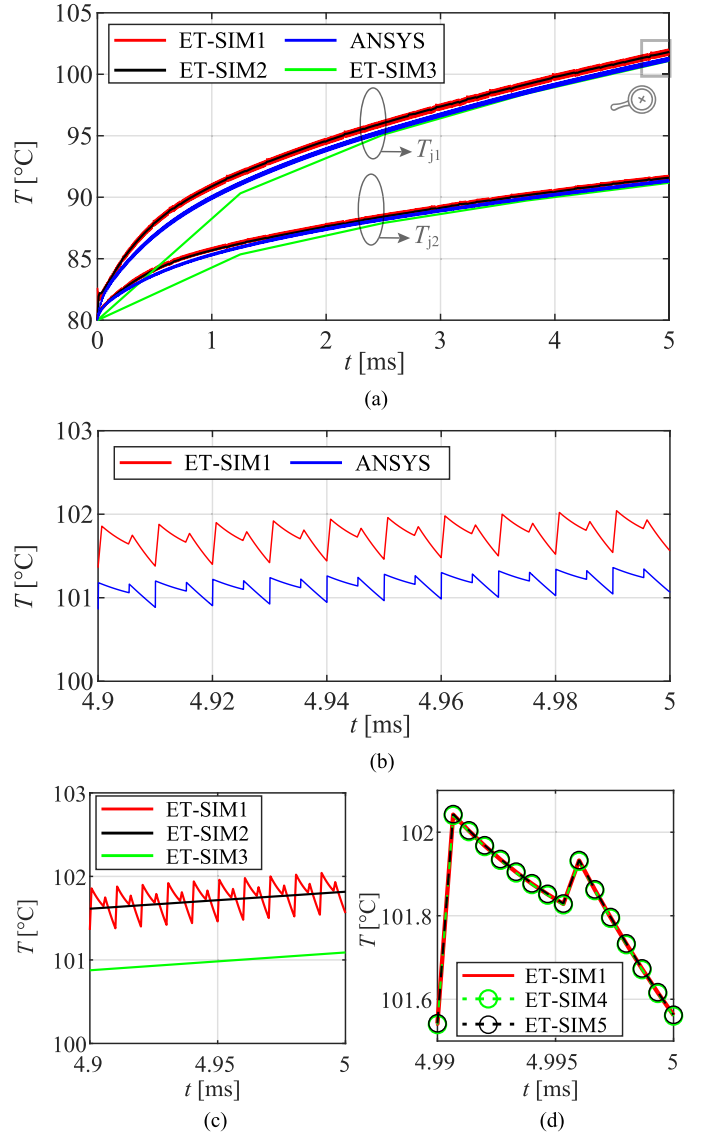 ET-SIM1 ANSYS
ET-SIM2 ET-SIM3
T [°C]
105
100
95
90
85
80
Tj1
Tj2
0 1 2 3 4 5
t [ms]
(a)
ET-SIM1 ANSYS
T [°C]
103
102
101
100
4.9 4.92 4.94 4.96 4.98 5
t [ms]
(b)
ET-SIM1
ET-SIM2
ET-SIM3
T [°C]
103
102
101
100
4.9 4.95 5
t [ms]
(c)
T [°C]
102
101.8
101.6
ET-SIM1
ET-SIM4
ET-SIM5
4.99 4.995 5
t [ms]
(d)